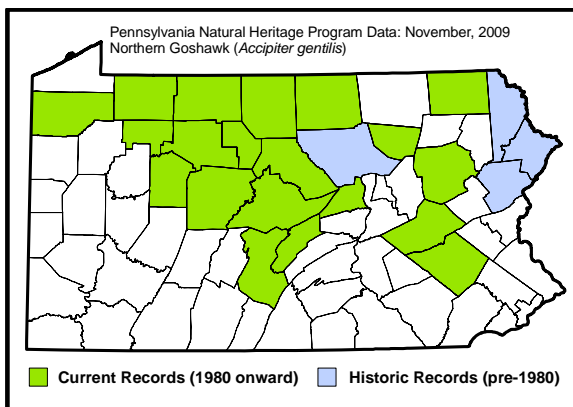 Pennsylvania Natural Heritage Program Data: November, 2009
Northern Goshawk (Accipiter gentilis)
Current Records (1980 onward) Historic Records (pre-1980)